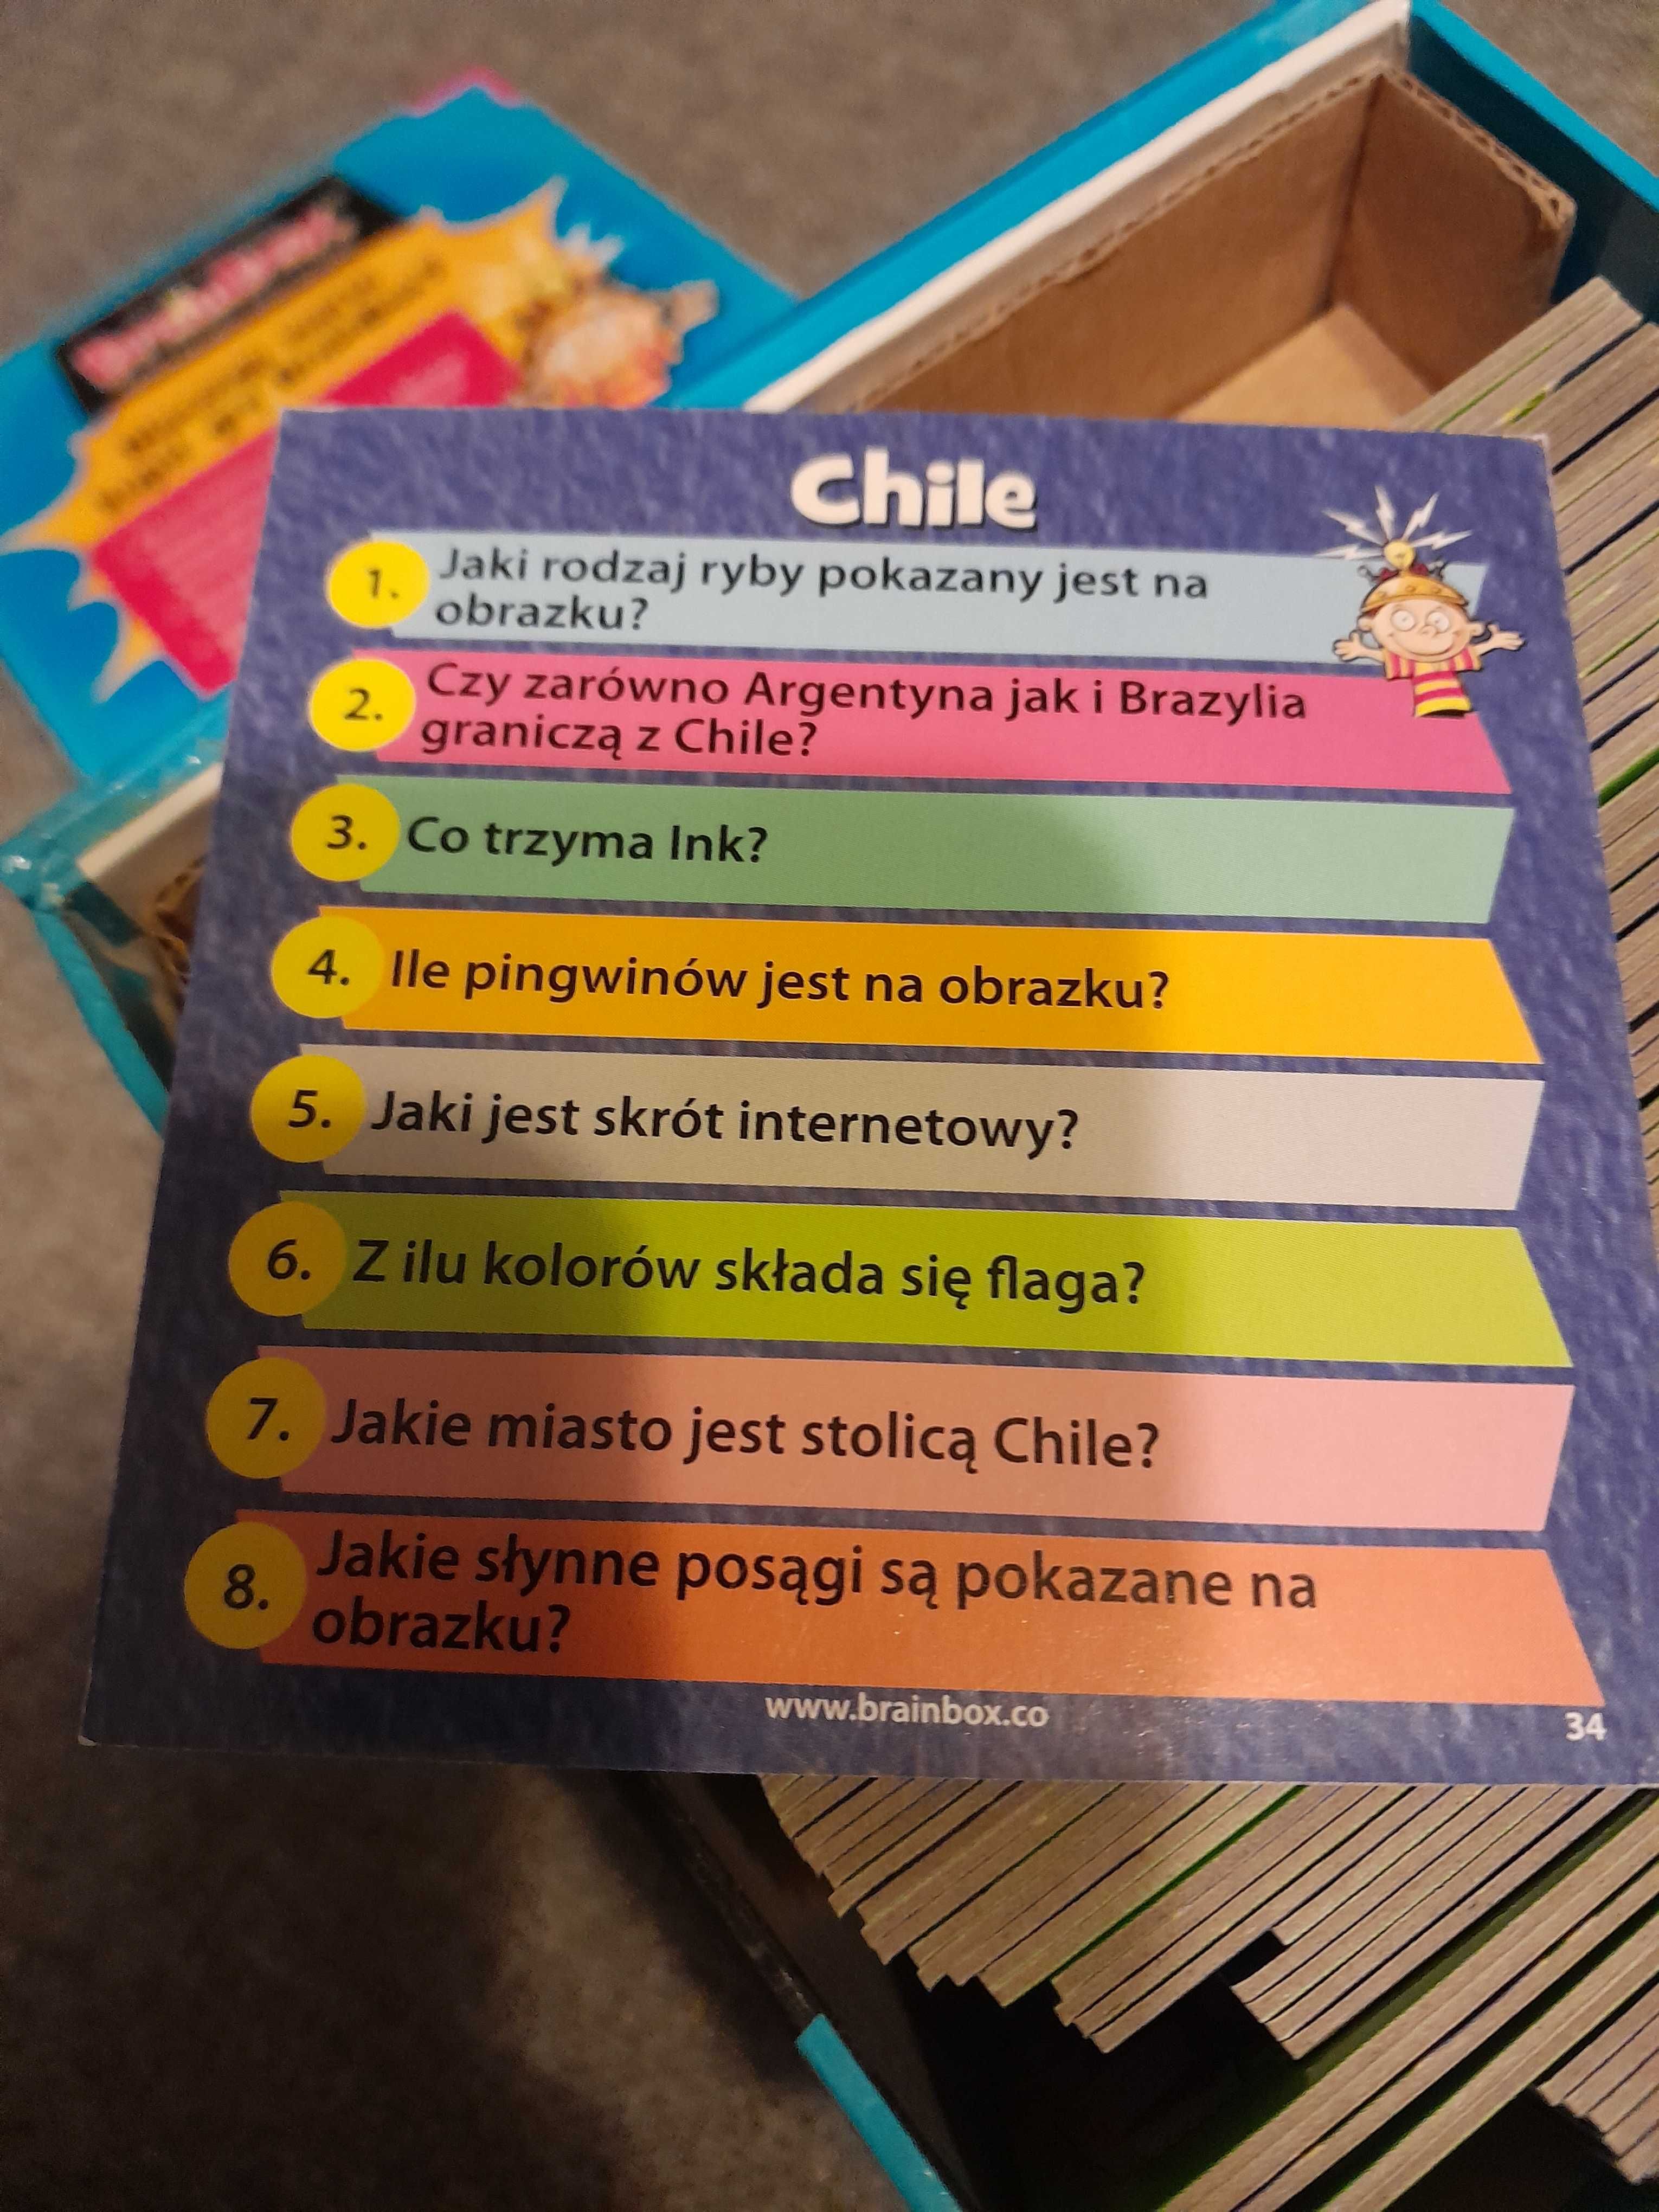 Chile
1. Jaki rodzaj ryby pokazany jest na
obrazku?
2. Czy zarówno Argentyna jak i Brazylia
graniczą z Chile?
3. Co trzyma Ink?
4. Ile pingwinów jest na obrazku?
5. Jaki jest skrót internetowy?
6. Z ilu kolorów składa się flaga?
7. Jakie miasto jest stolicą Chile?
8. Jakie słynne posągi są pokazane na
obrazku?
www.brainbox.co
34